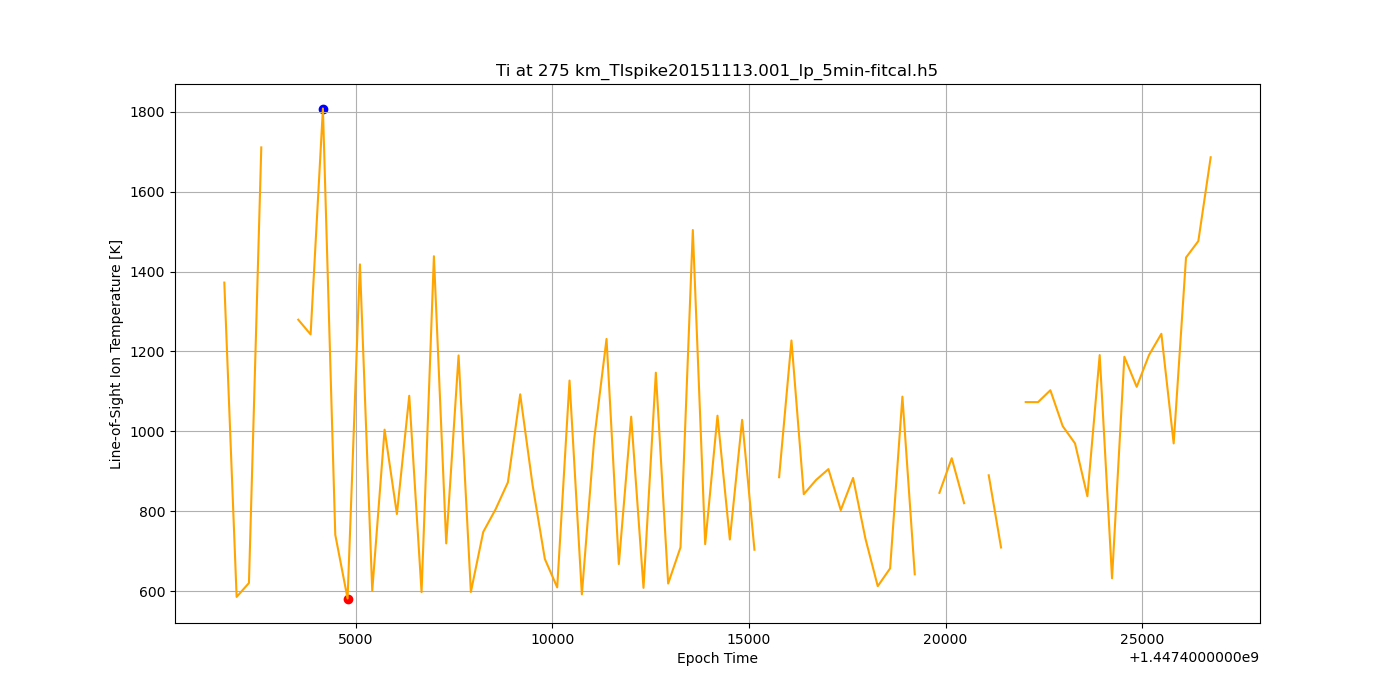 Ti at 275 km_TIspike20151113.001_lp_5min-fitcal.h5
Line-of-Sight Ion Temperature [K]
1800
1600
1400
1200
1000
800
600
5000 10000 15000 20000 25000
Epoch Time
+1.4474000000e9